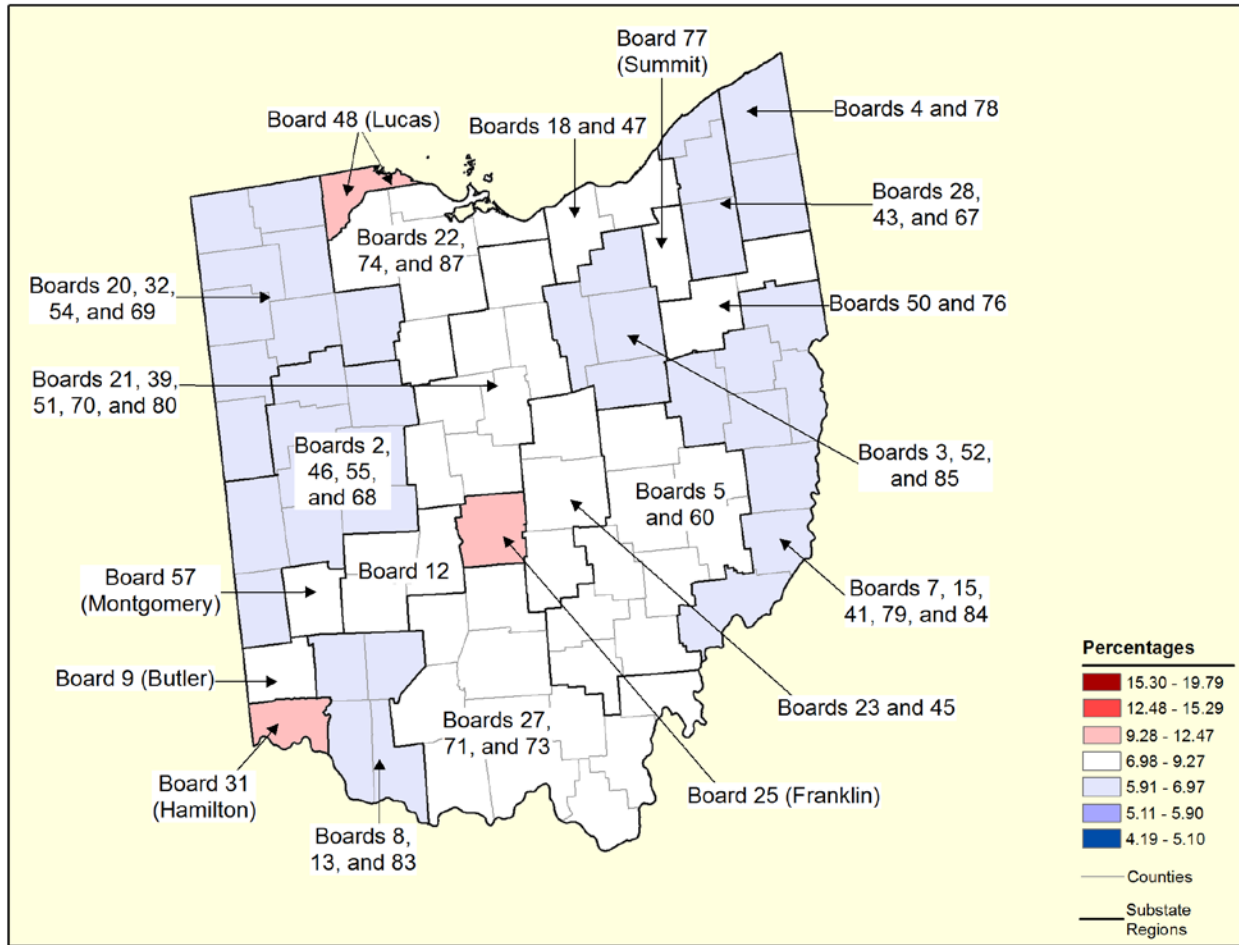 Board 77
(Summit)
Boards 4 and 78
Board 48 (Lucas)
Boards 18 and 47
Boards 28,
43, and 67
Boards 22,
74, and 87
Boards 20, 32,
54, and 69
Boards 50 and 76
Boards 21, 39,
51, 70, and 80
Boards 2,
46, 55,
and 68
Boards 3, 52,
and 85
Boards 5
and 60
Board 57
(Montgomery)
Board 12
Boards 7, 15,
41, 79, and 84
Board 9 (Butler)
Boards 27,
71, and 73
Boards 23 and 45
Board 31
(Hamilton)
Board 25 (Franklin)
Boards 8,
13, and 83
Percentages
15.30 - 19.79
12.48 - 15.29
9.28 - 12.47
6.98 - 9.27
5.91 - 6.97
5.11 - 5.90
4.19 - 5.10
Counties
Substate
Regions